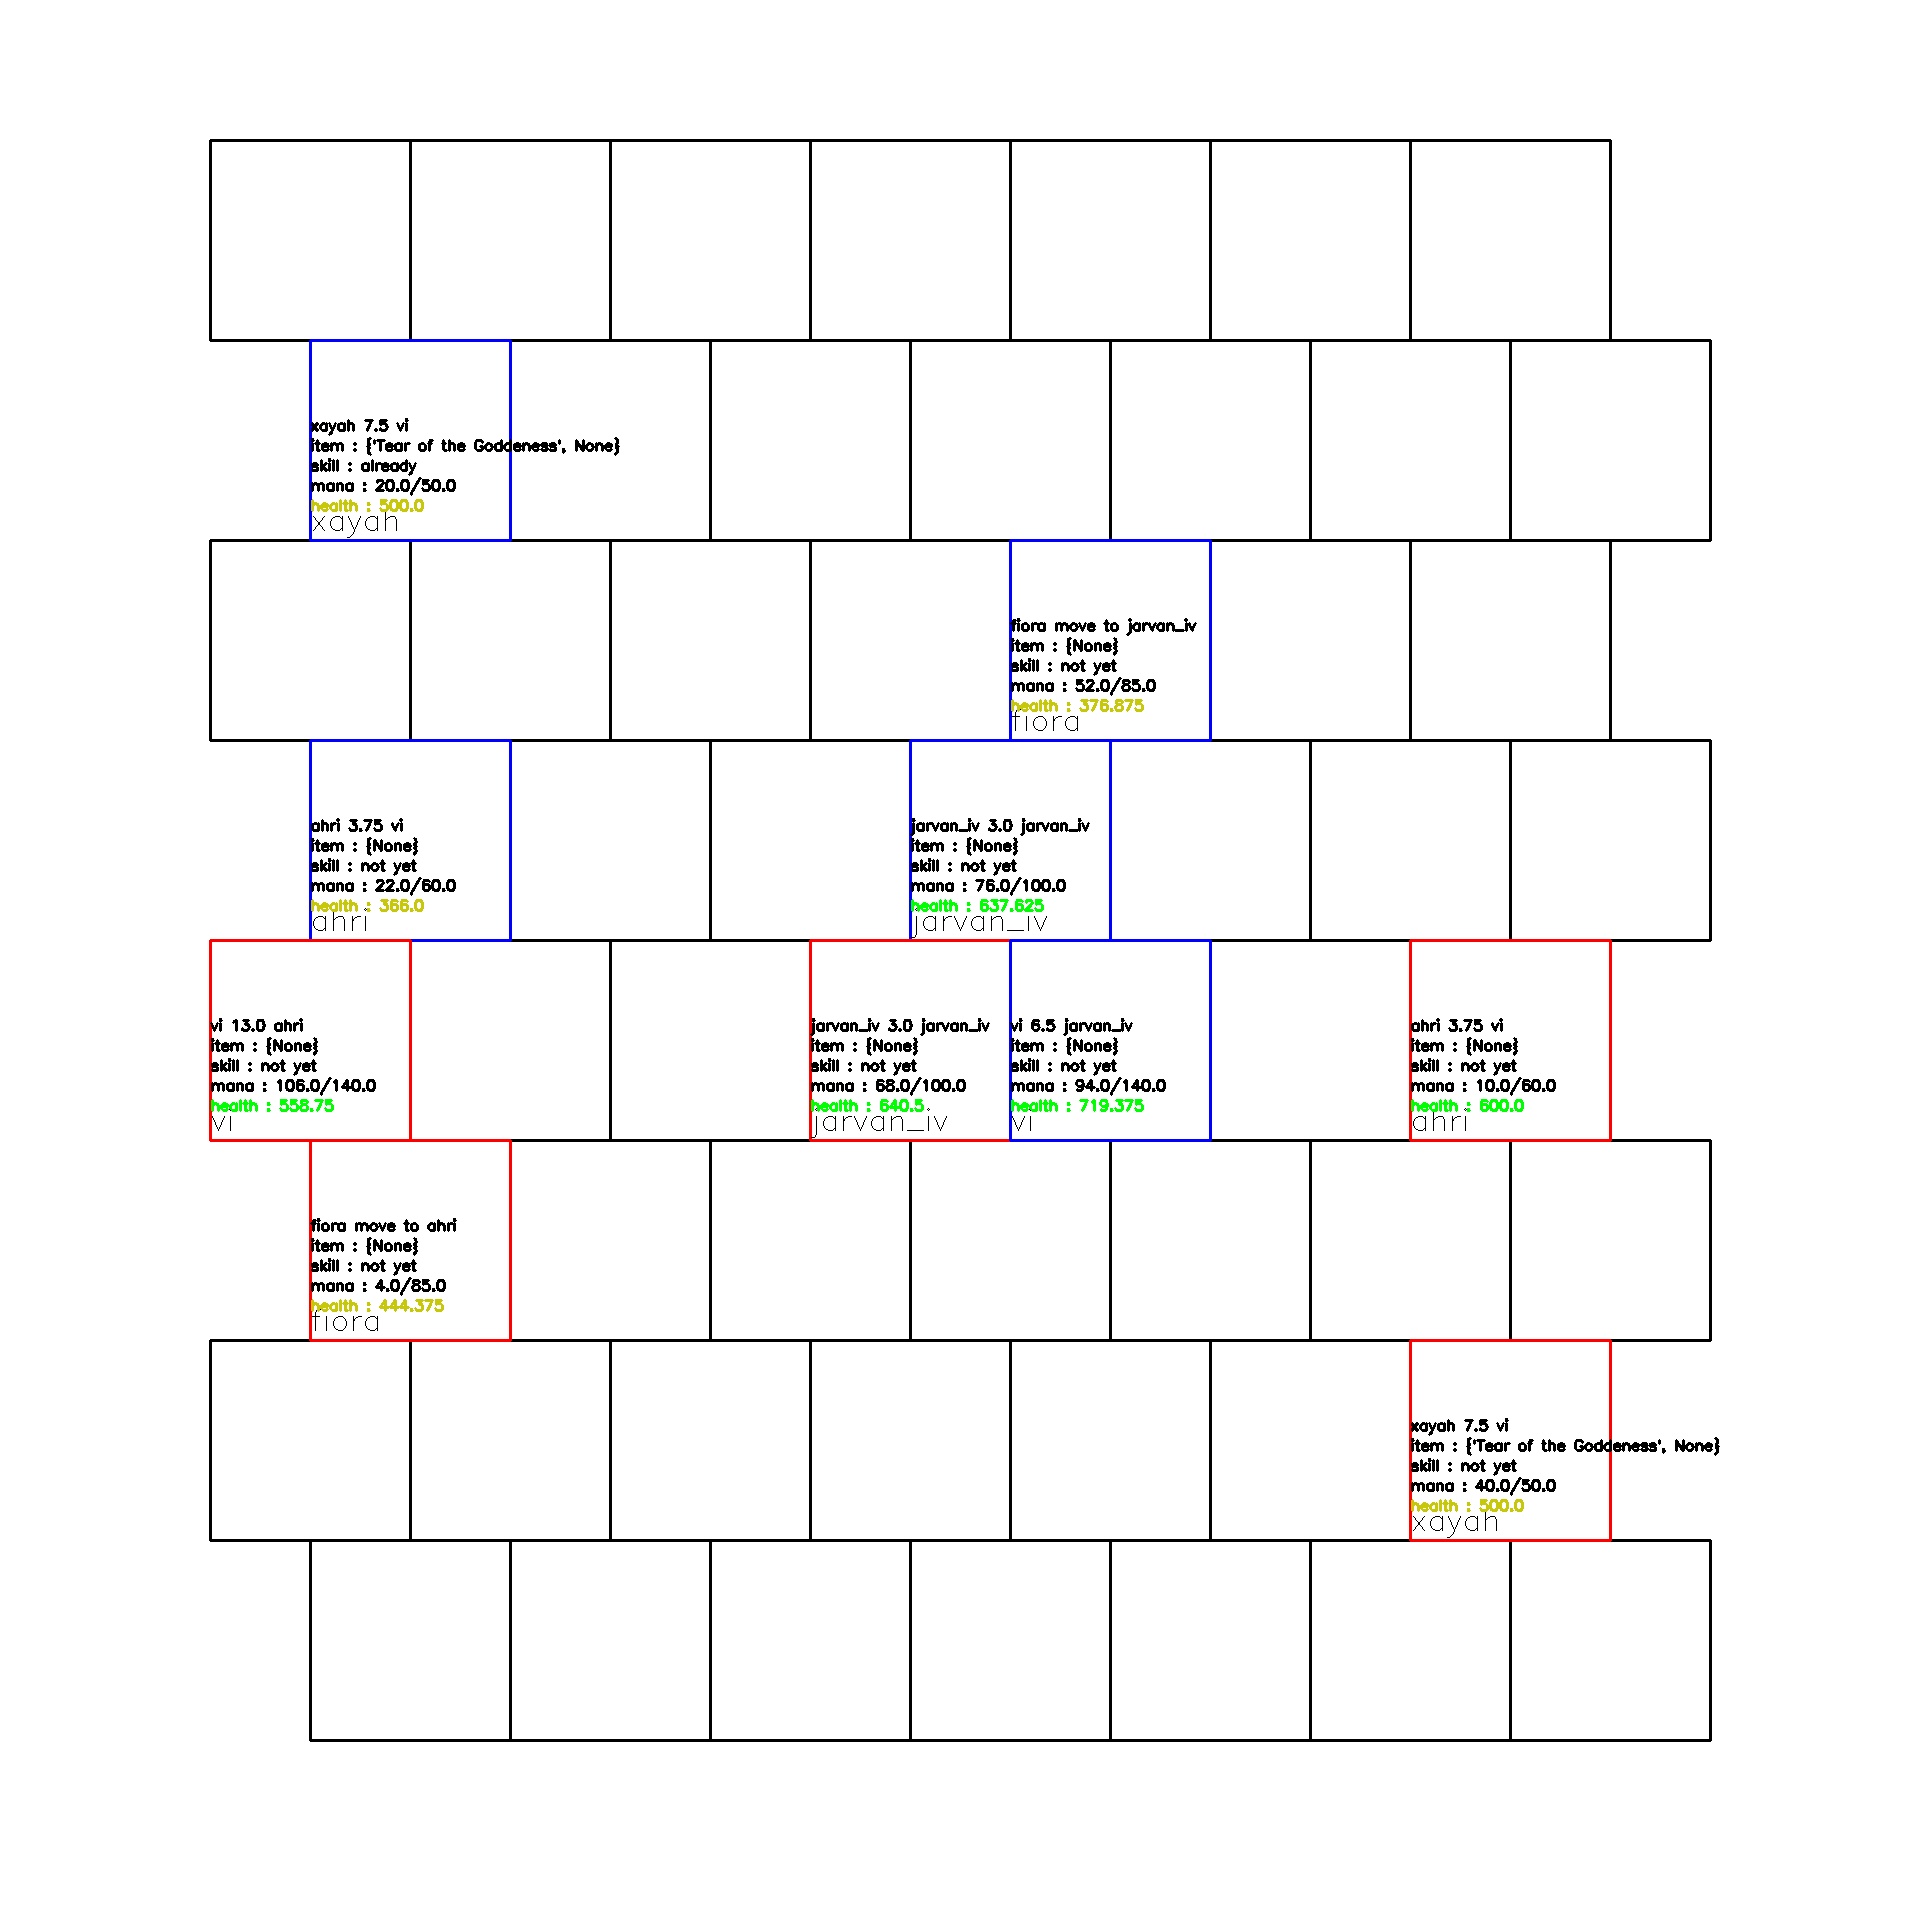 xayah 7.5 vi
item : {'Tear of the Goddeness', None}
skill : already
mana : 20.0/50.0
health : 500.0
xayah
fiora move to jarvan_iv
item : {None}
skill : not yet
mana : 52.0/85.0
health : 376.875
fiora
ahri 3.75 vi
item : {None}
skill : not yet
mana : 22.0/60.0
health : 366.0
ahri
jarvan_iv 3.0 jarvan_iv
item : {None}
skill : not yet
mana : 76.0/100.0
health : 637.625
jarvan_iv
vi 13.0 ahri
item : {None}
skill : not yet
mana : 106.0/140.0
health : 558.75
vi
jarvan_iv 3.0 jarvan_iv
item : {None}
skill : not yet
mana : 68.0/100.0
health : 640.5
jarvan_iv
vi 6.5 jarvan_iv
item : {None}
skill : not yet
mana : 94.0/140.0
health : 719.375
vi
ahri 3.75 vi
item : {None}
skill : not yet
mana : 10.0/60.0
health : 600.0
ahri
fiora move to ahri
item : {None}
skill : not yet
mana : 4.0/85.0
health : 444.375
fiora
xayah 7.5 vi
item : {'Tear of the Goddeness', None}
skill : not yet
mana : 40.0/50.0
health : 500.0
xayah